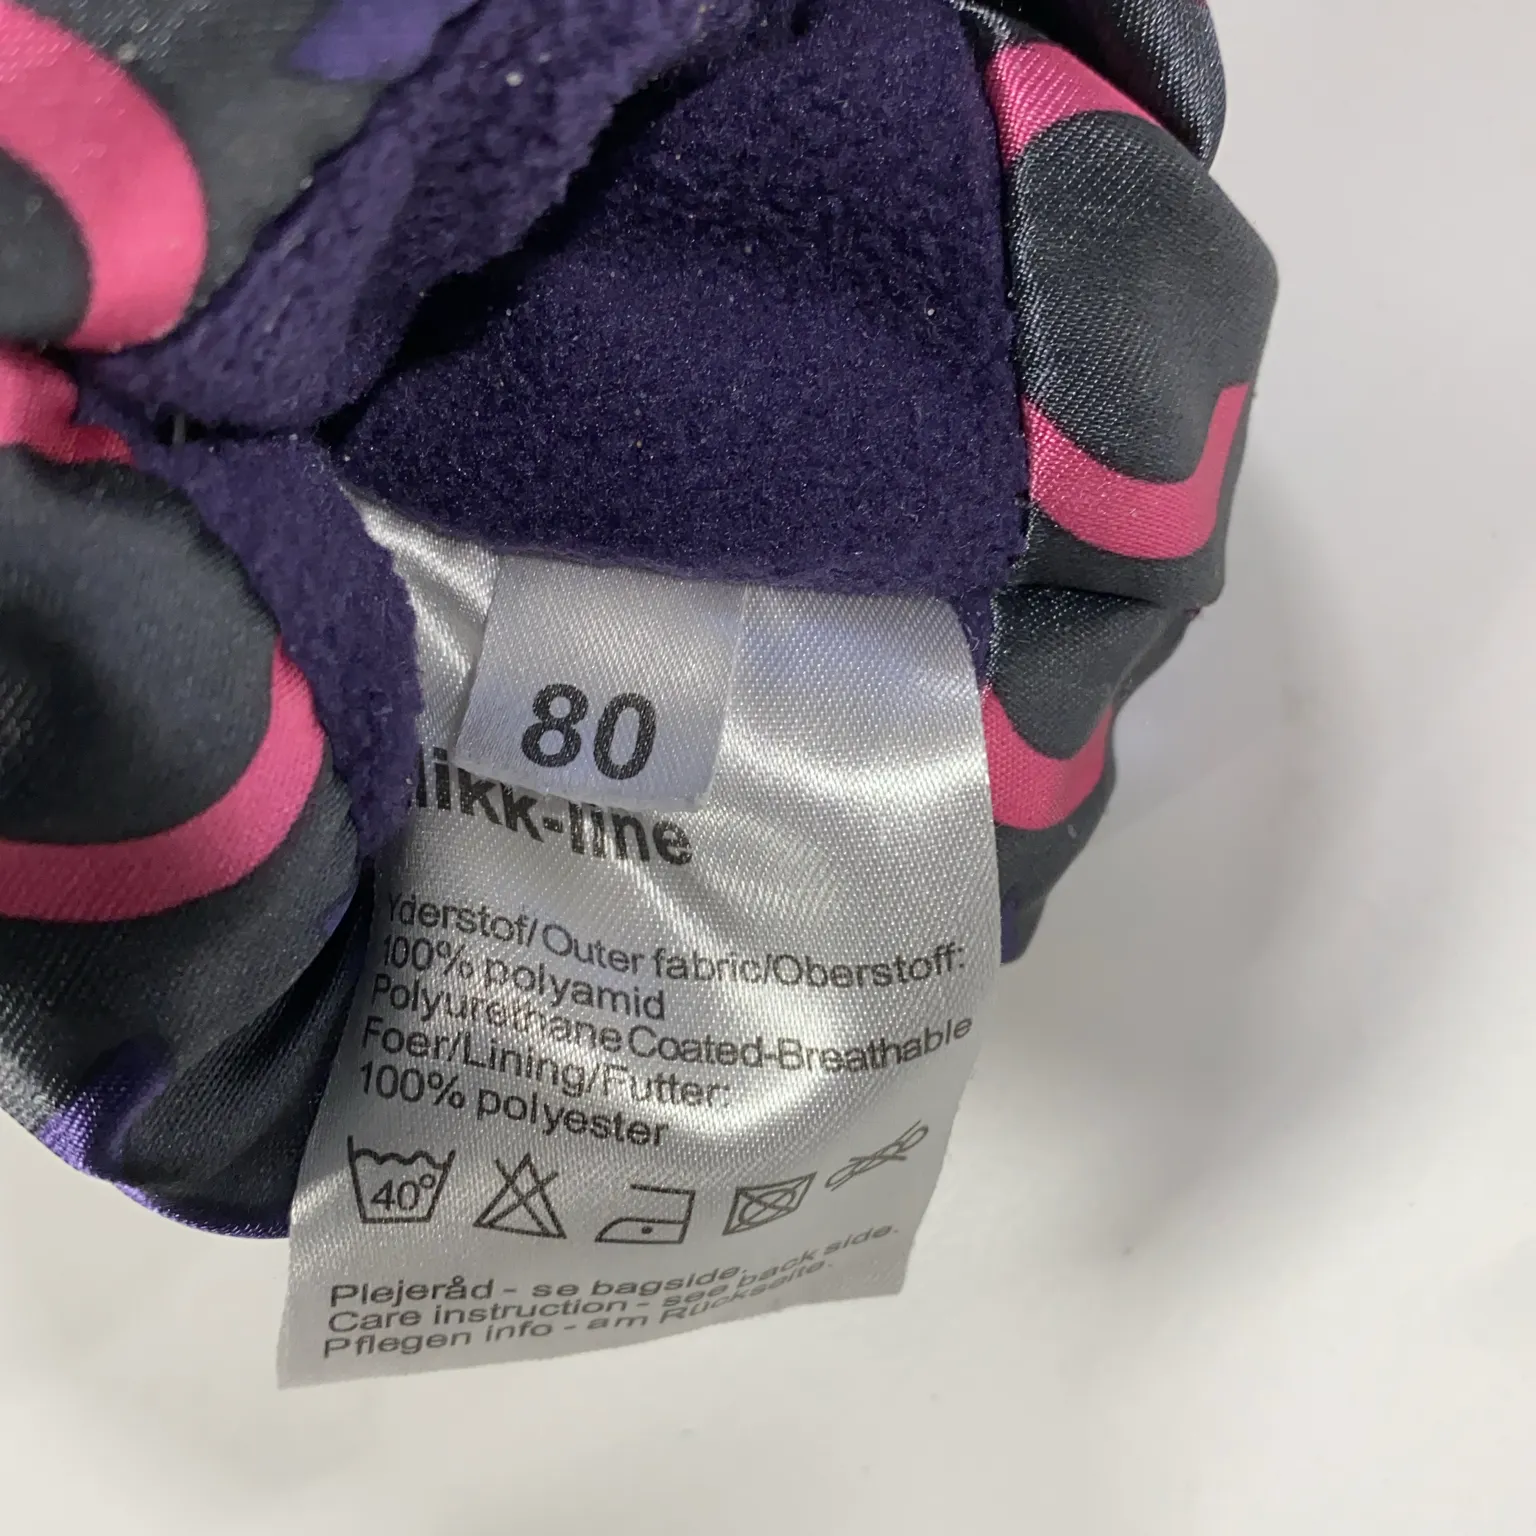 80
likk-line
Yderstof/Outer fabric/Oberstoff:
100% polyamid
Polyurethane Coated-Breathable
Foer/Lining/Futter:
100% polyester
40°
Plejeråd - se bagside.
Care instruction - see back side.
Pflegen info - am Rückseite.